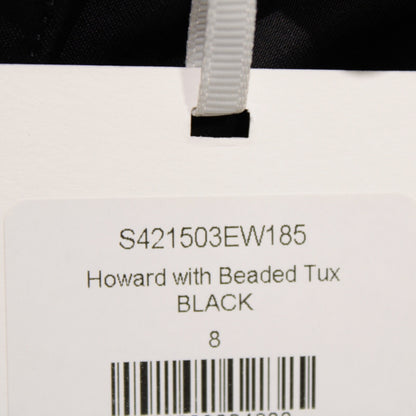 S421503EW185
Howard with Beaded Tux
BLACK
8